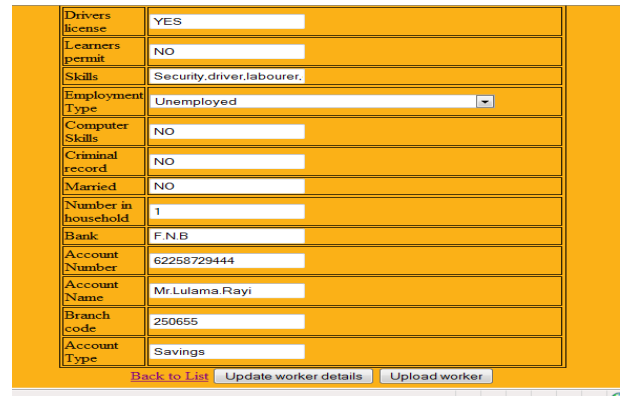 Drivers license YES
Learners permit NO
Skills Security,driver,labourer,
Employment Type Unemployed
Computer Skills NO
Criminal record NO
Married NO
Number in household 1
Bank F.N.B
Account Number 62258729444
Account Name Mr.Lulama.Rayi
Branch code 250655
Account Type Savings
Back to List Update worker details Upload worker